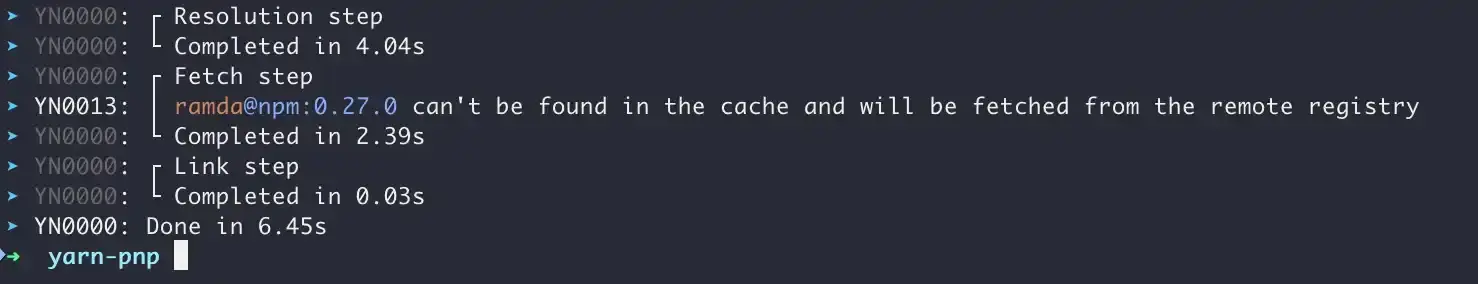 ➤ YN0000: ┌ Resolution step
➤ YN0000: └ Completed in 4.04s
➤ YN0000: ┌ Fetch step
➤ YN0013: │ ramda@npm:0.27.0 can't be found in the cache and will be fetched from the remote registry
➤ YN0000: └ Completed in 2.39s
➤ YN0000: ┌ Link step
➤ YN0000: └ Completed in 0.03s
➤ YN0000: Done in 6.45s
➜ yarn-pnp